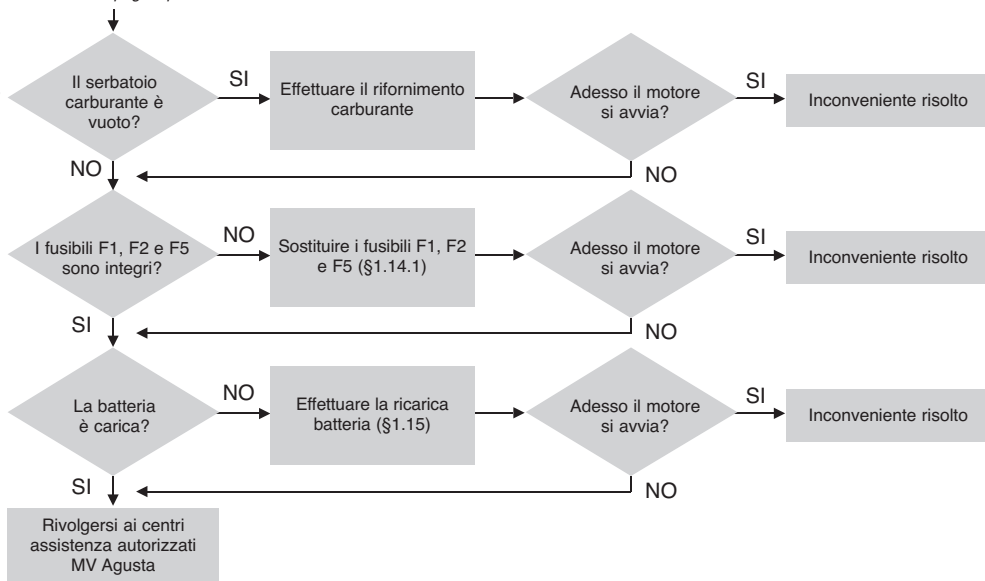 Il serbatoio
carburante è
vuoto?
SI
Effettuare il rifornimento
carburante
Adesso il motore
si avvia?
SI
Inconveniente risolto
NO
NO
I fusibili F1, F2 e F5
sono integri?
NO
Sostituire i fusibili F1, F2
e F5 (§1.14.1)
Adesso il motore
si avvia?
SI
Inconveniente risolto
SI
NO
La batteria
è carica?
NO
Effettuare la ricarica
batteria (§1.15)
Adesso il motore
si avvia?
SI
Inconveniente risolto
SI
NO
Rivolgersi ai centri
assistenza autorizzati
MV Agusta